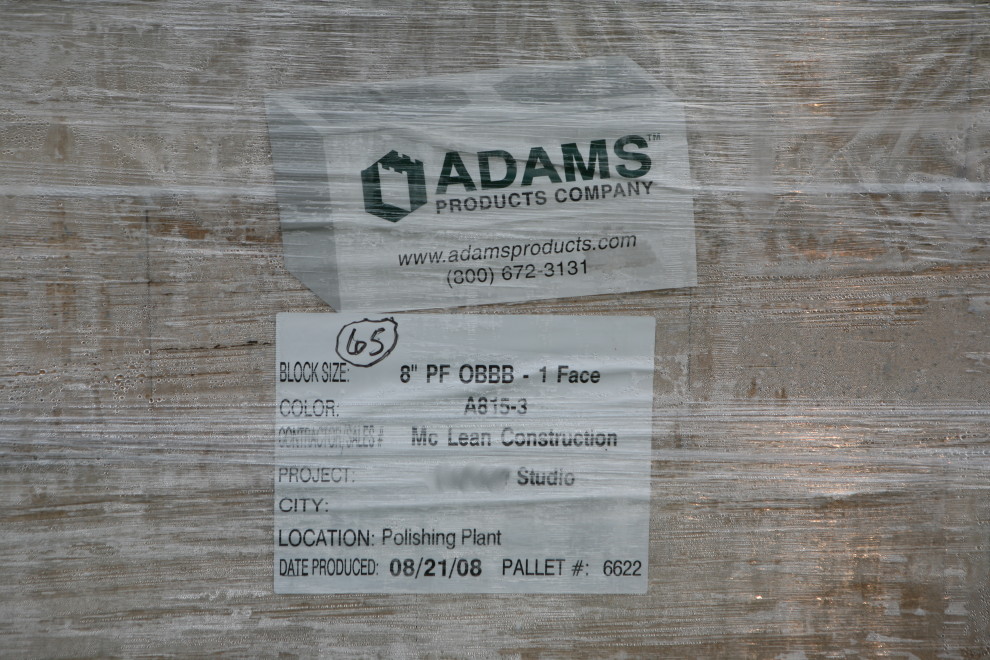 ADAMS™
PRODUCTS COMPANY
www.adamsproducts.com
(800) 672-3131
65
BLOCK SIZE: 8" PF OBBB - 1 Face
COLOR: A815-3
CONTRACTOR/SALES # Mc Lean Construction
PROJECT: Studio
CITY:
LOCATION: Polishing Plant
DATE PRODUCED: 08/21/08 PALLET #: 6622